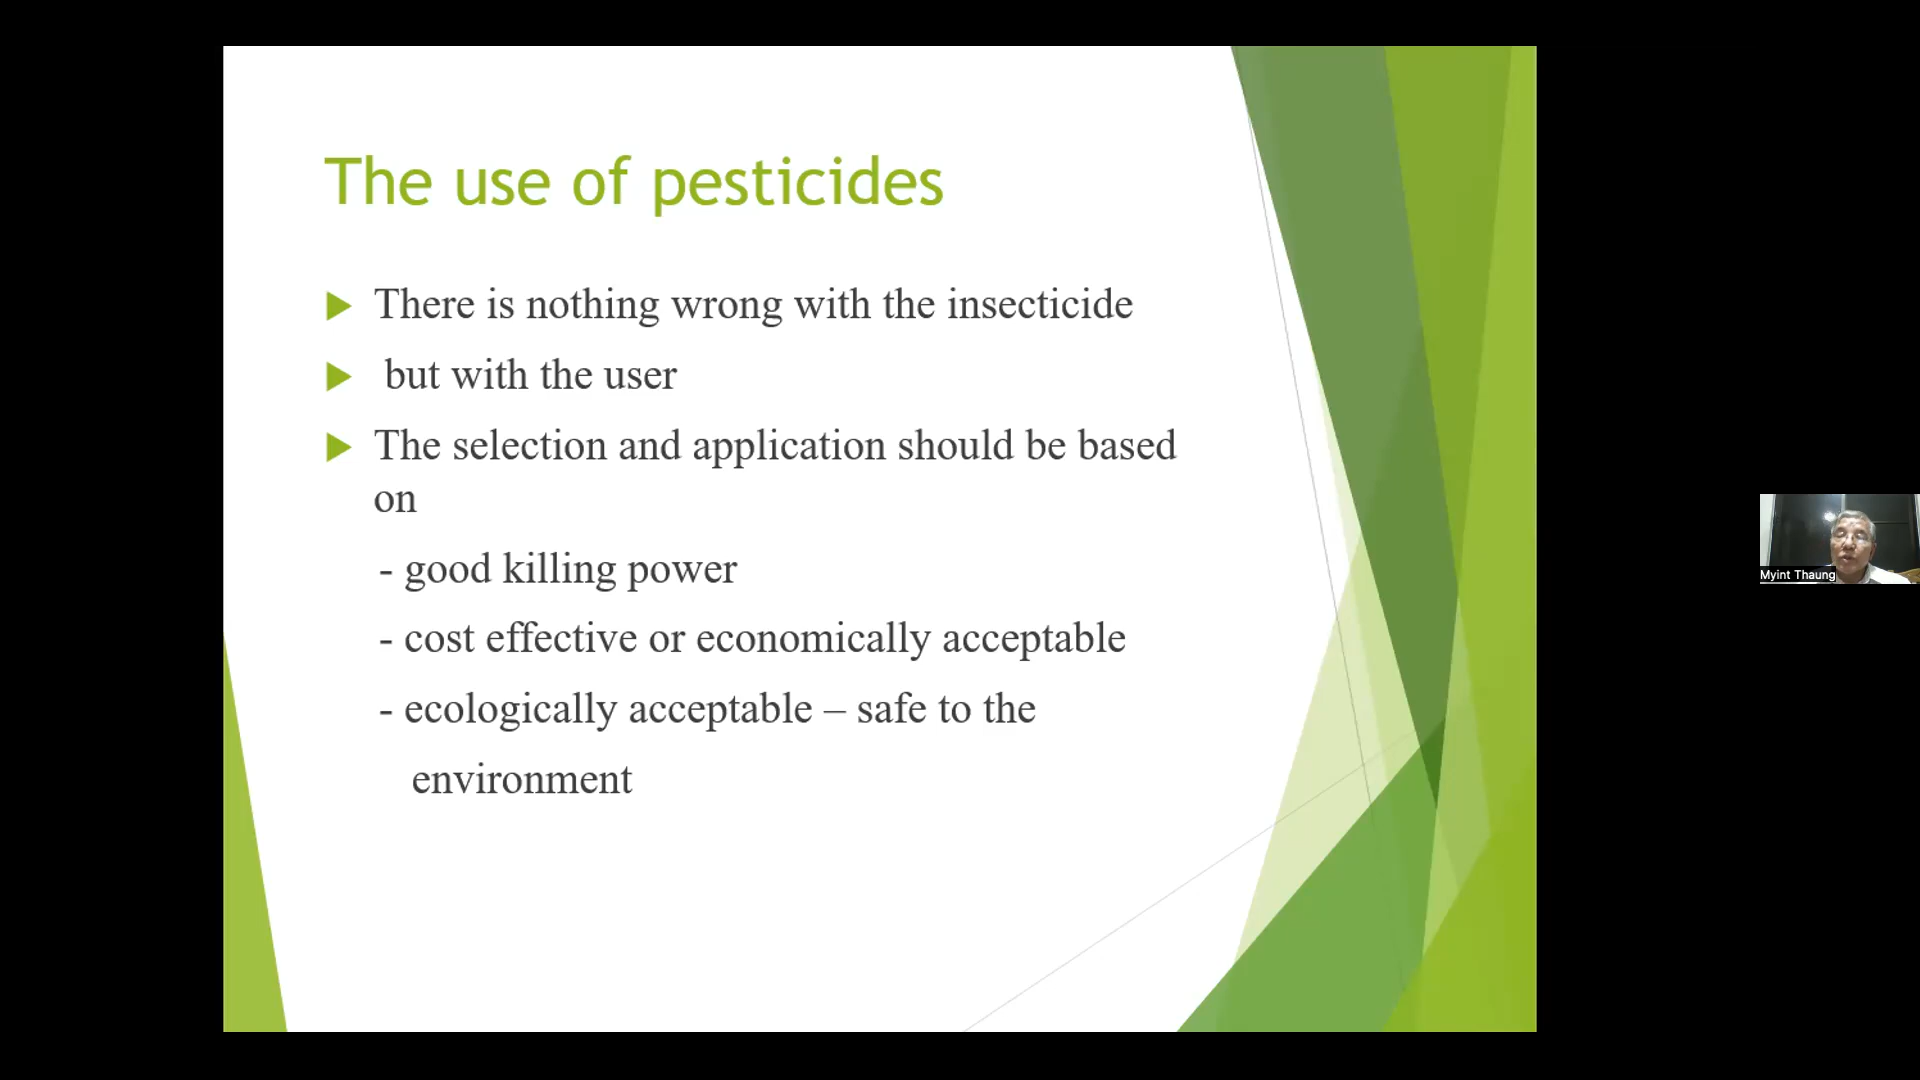 The use of pesticides
There is nothing wrong with the insecticide
but with the user
The selection and application should be based
on
- good killing power
- cost effective or economically acceptable
- ecologically acceptable – safe to the
environment
Myint Thaung